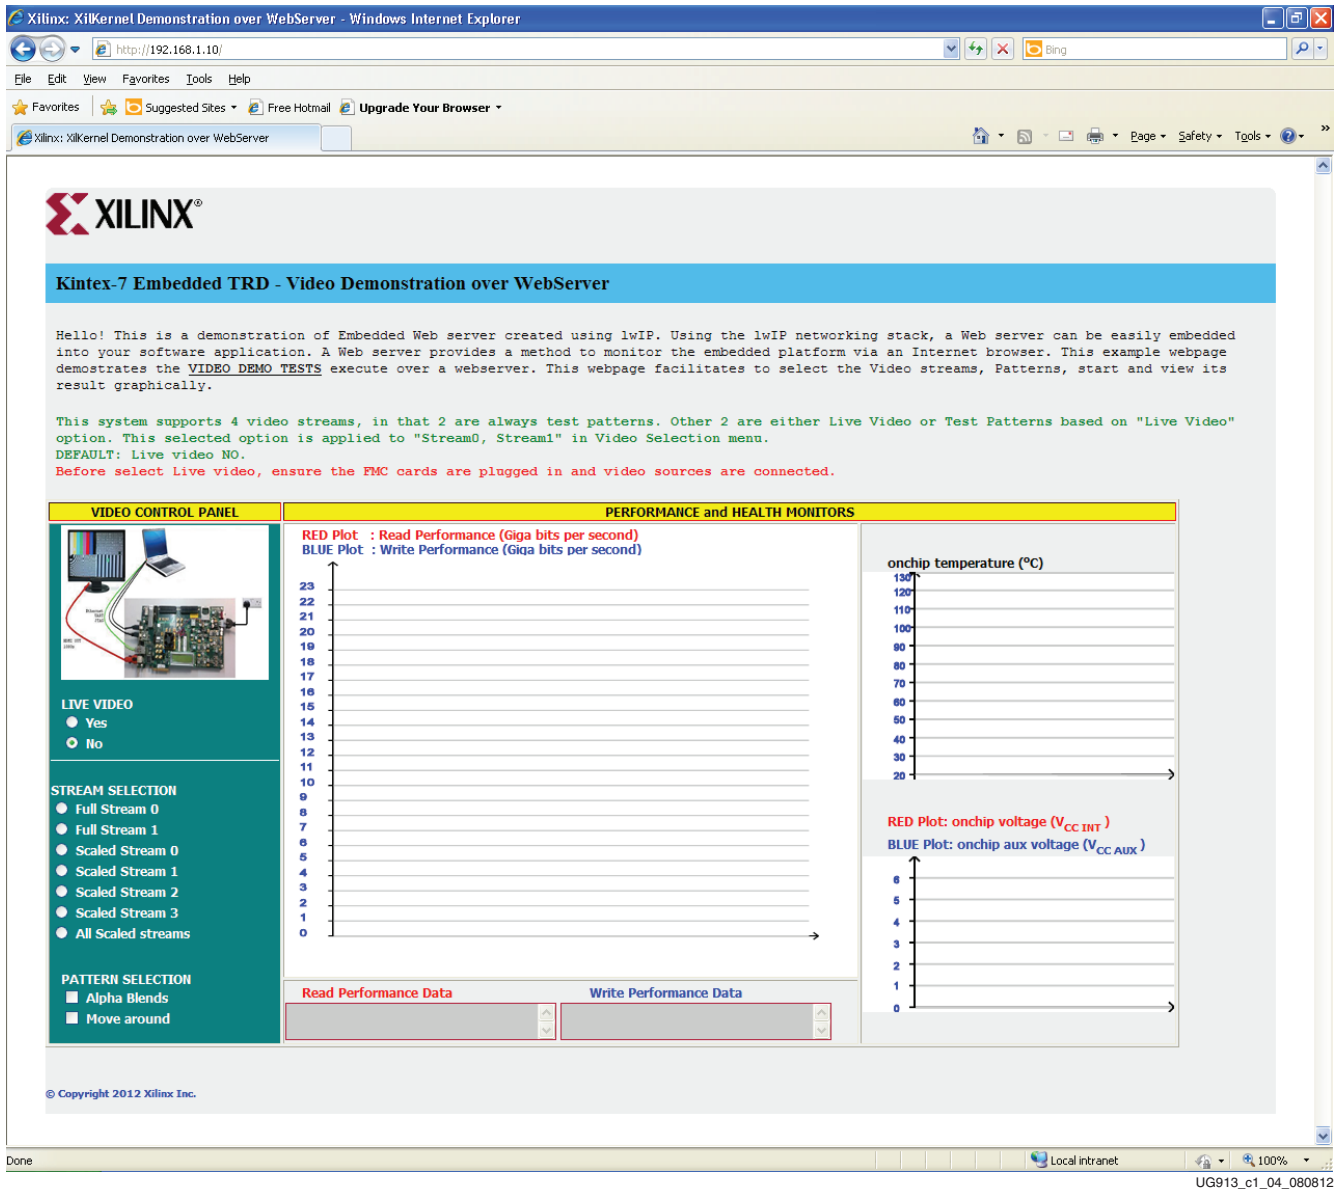 Xilinx: XilKernel Demonstration over WebServer - Windows Internet Explorer
http://192.168.1.10/
Bing
File Edit View Favorites Tools Help
Favorites Suggested Sites Free Hotmail Upgrade Your Browser
Xilinx: XilKernel Demonstration over WebServer
Page Safety Tools »
XILINX®
Kintex-7 Embedded TRD - Video Demonstration over WebServer
Hello! This is a demonstration of Embedded Web server created using lwIP. Using the lwIP networking stack, a Web server can be easily embedded
into your software application. A Web server provides a method to monitor the embedded platform via an Internet browser. This example webpage
demostrates the VIDEO DEMO TESTS execute over a webserver. This webpage facilitates to select the Video streams, Patterns, start and view its
result graphically.
This system supports 4 video streams, in that 2 are always test patterns. Other 2 are either Live Video or Test Patterns based on "Live Video"
option. This selected option is applied to "Stream0, Stream1" in Video Selection menu.
DEFAULT: Live video NO.
Before select Live video, ensure the FMC cards are plugged in and video sources are connected.
VIDEO CONTROL PANEL
LIVE VIDEO
Yes
No
STREAM SELECTION
Full Stream 0
Full Stream 1
Scaled Stream 0
Scaled Stream 1
Scaled Stream 2
Scaled Stream 3
All Scaled streams
PATTERN SELECTION
Alpha Blends
Move around
PERFORMANCE and HEALTH MONITORS
RED Plot : Read Performance (Giga bits per second)
BLUE Plot : Write Performance (Giga bits per second)
23
22
21
20
19
18
17
16
15
14
13
12
11
10
9
8
7
6
5
4
3
2
1
0
Read Performance Data Write Performance Data
onchip temperature (°C)
130
120
110
100
90
80
70
60
50
40
30
20
RED Plot: onchip voltage (VCC INT )
BLUE Plot: onchip aux voltage (VCC AUX )
6
5
4
3
2
1
0
© Copyright 2012 Xilinx Inc.
Done Local intranet 100%
UG913_c1_04_080812